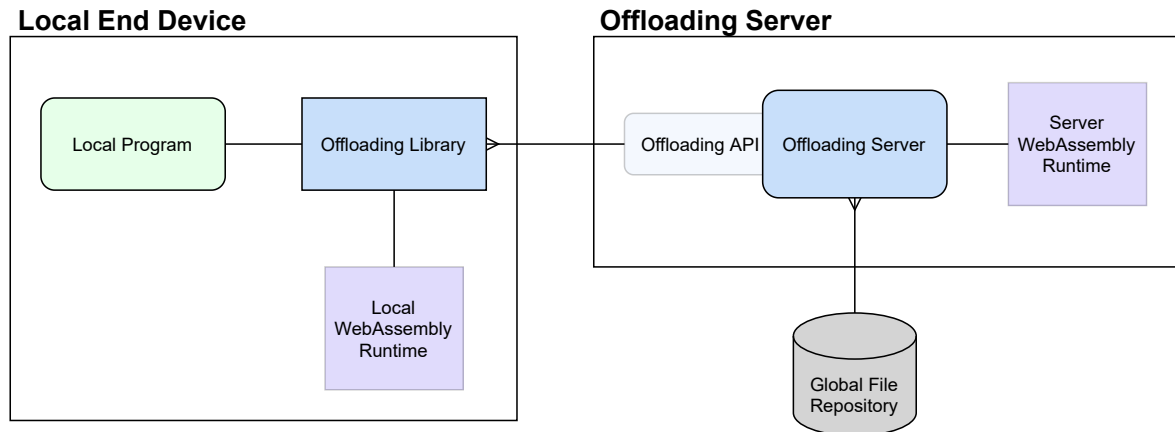 Local End Device
Offloading Server
Local Program
Offloading Library
Offloading API
Offloading Server
Server
WebAssembly
Runtime
Local
WebAssembly
Runtime
Global File
Repository